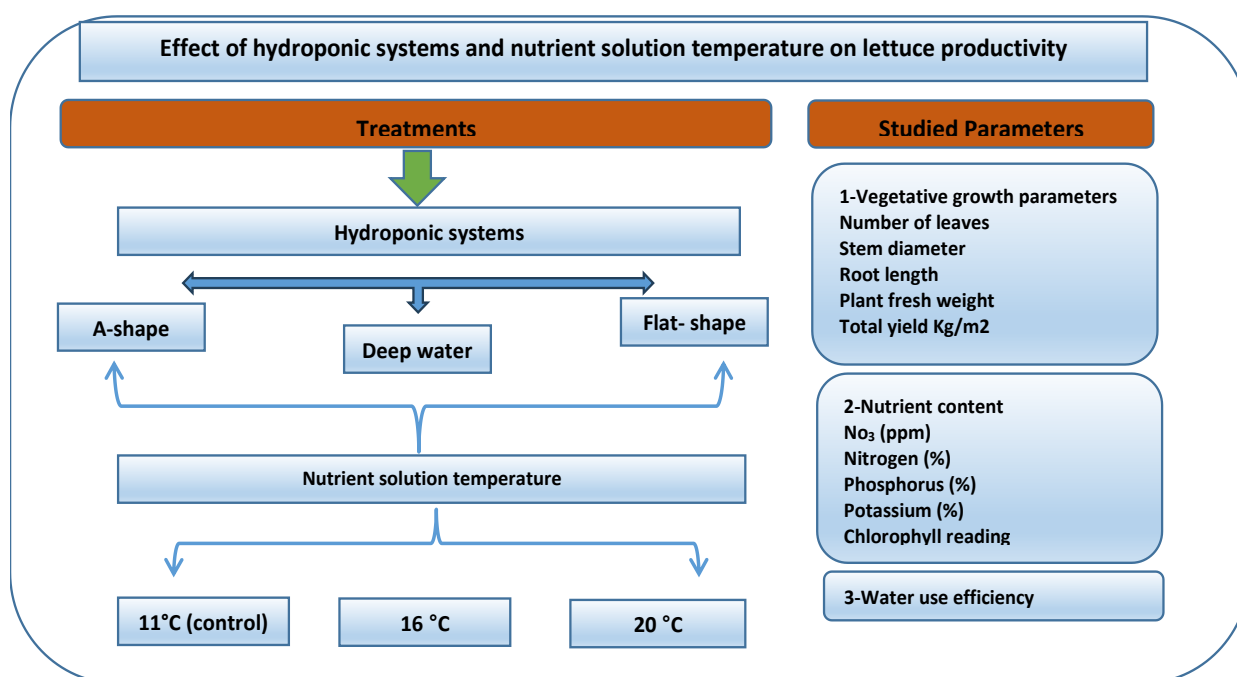 Effect of hydroponic systems and nutrient solution temperature on lettuce productivity
Treatments
Hydroponic systems
A-shape
Deep water
Flat- shape
Nutrient solution temperature
11°C (control)
16 °C
20 °C
Studied Parameters
1-Vegetative growth parameters
Number of leaves
Stem diameter
Root length
Plant fresh weight
Total yield Kg/m2
2-Nutrient content
No₃ (ppm)
Nitrogen (%)
Phosphorus (%)
Potassium (%)
Chlorophyll reading
3-Water use efficiency